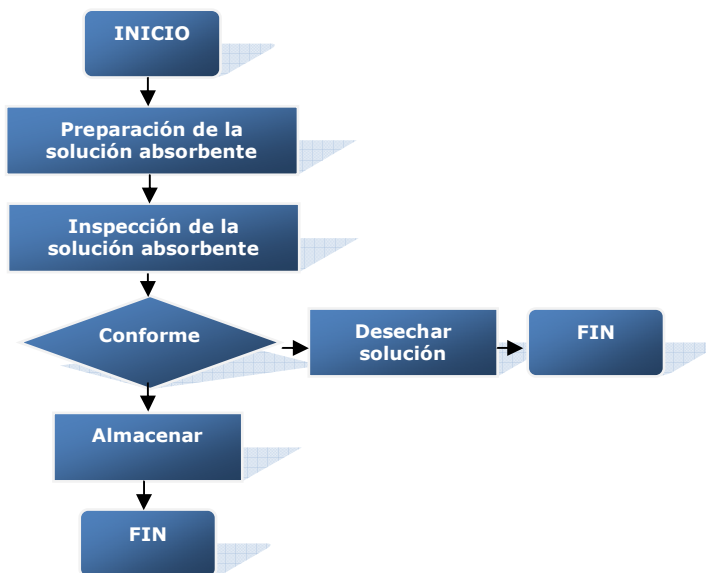 INICIO
Preparación de la
solución absorbente
Inspección de la
solución absorbente
Conforme
Desechar
solución
FIN
Almacenar
FIN